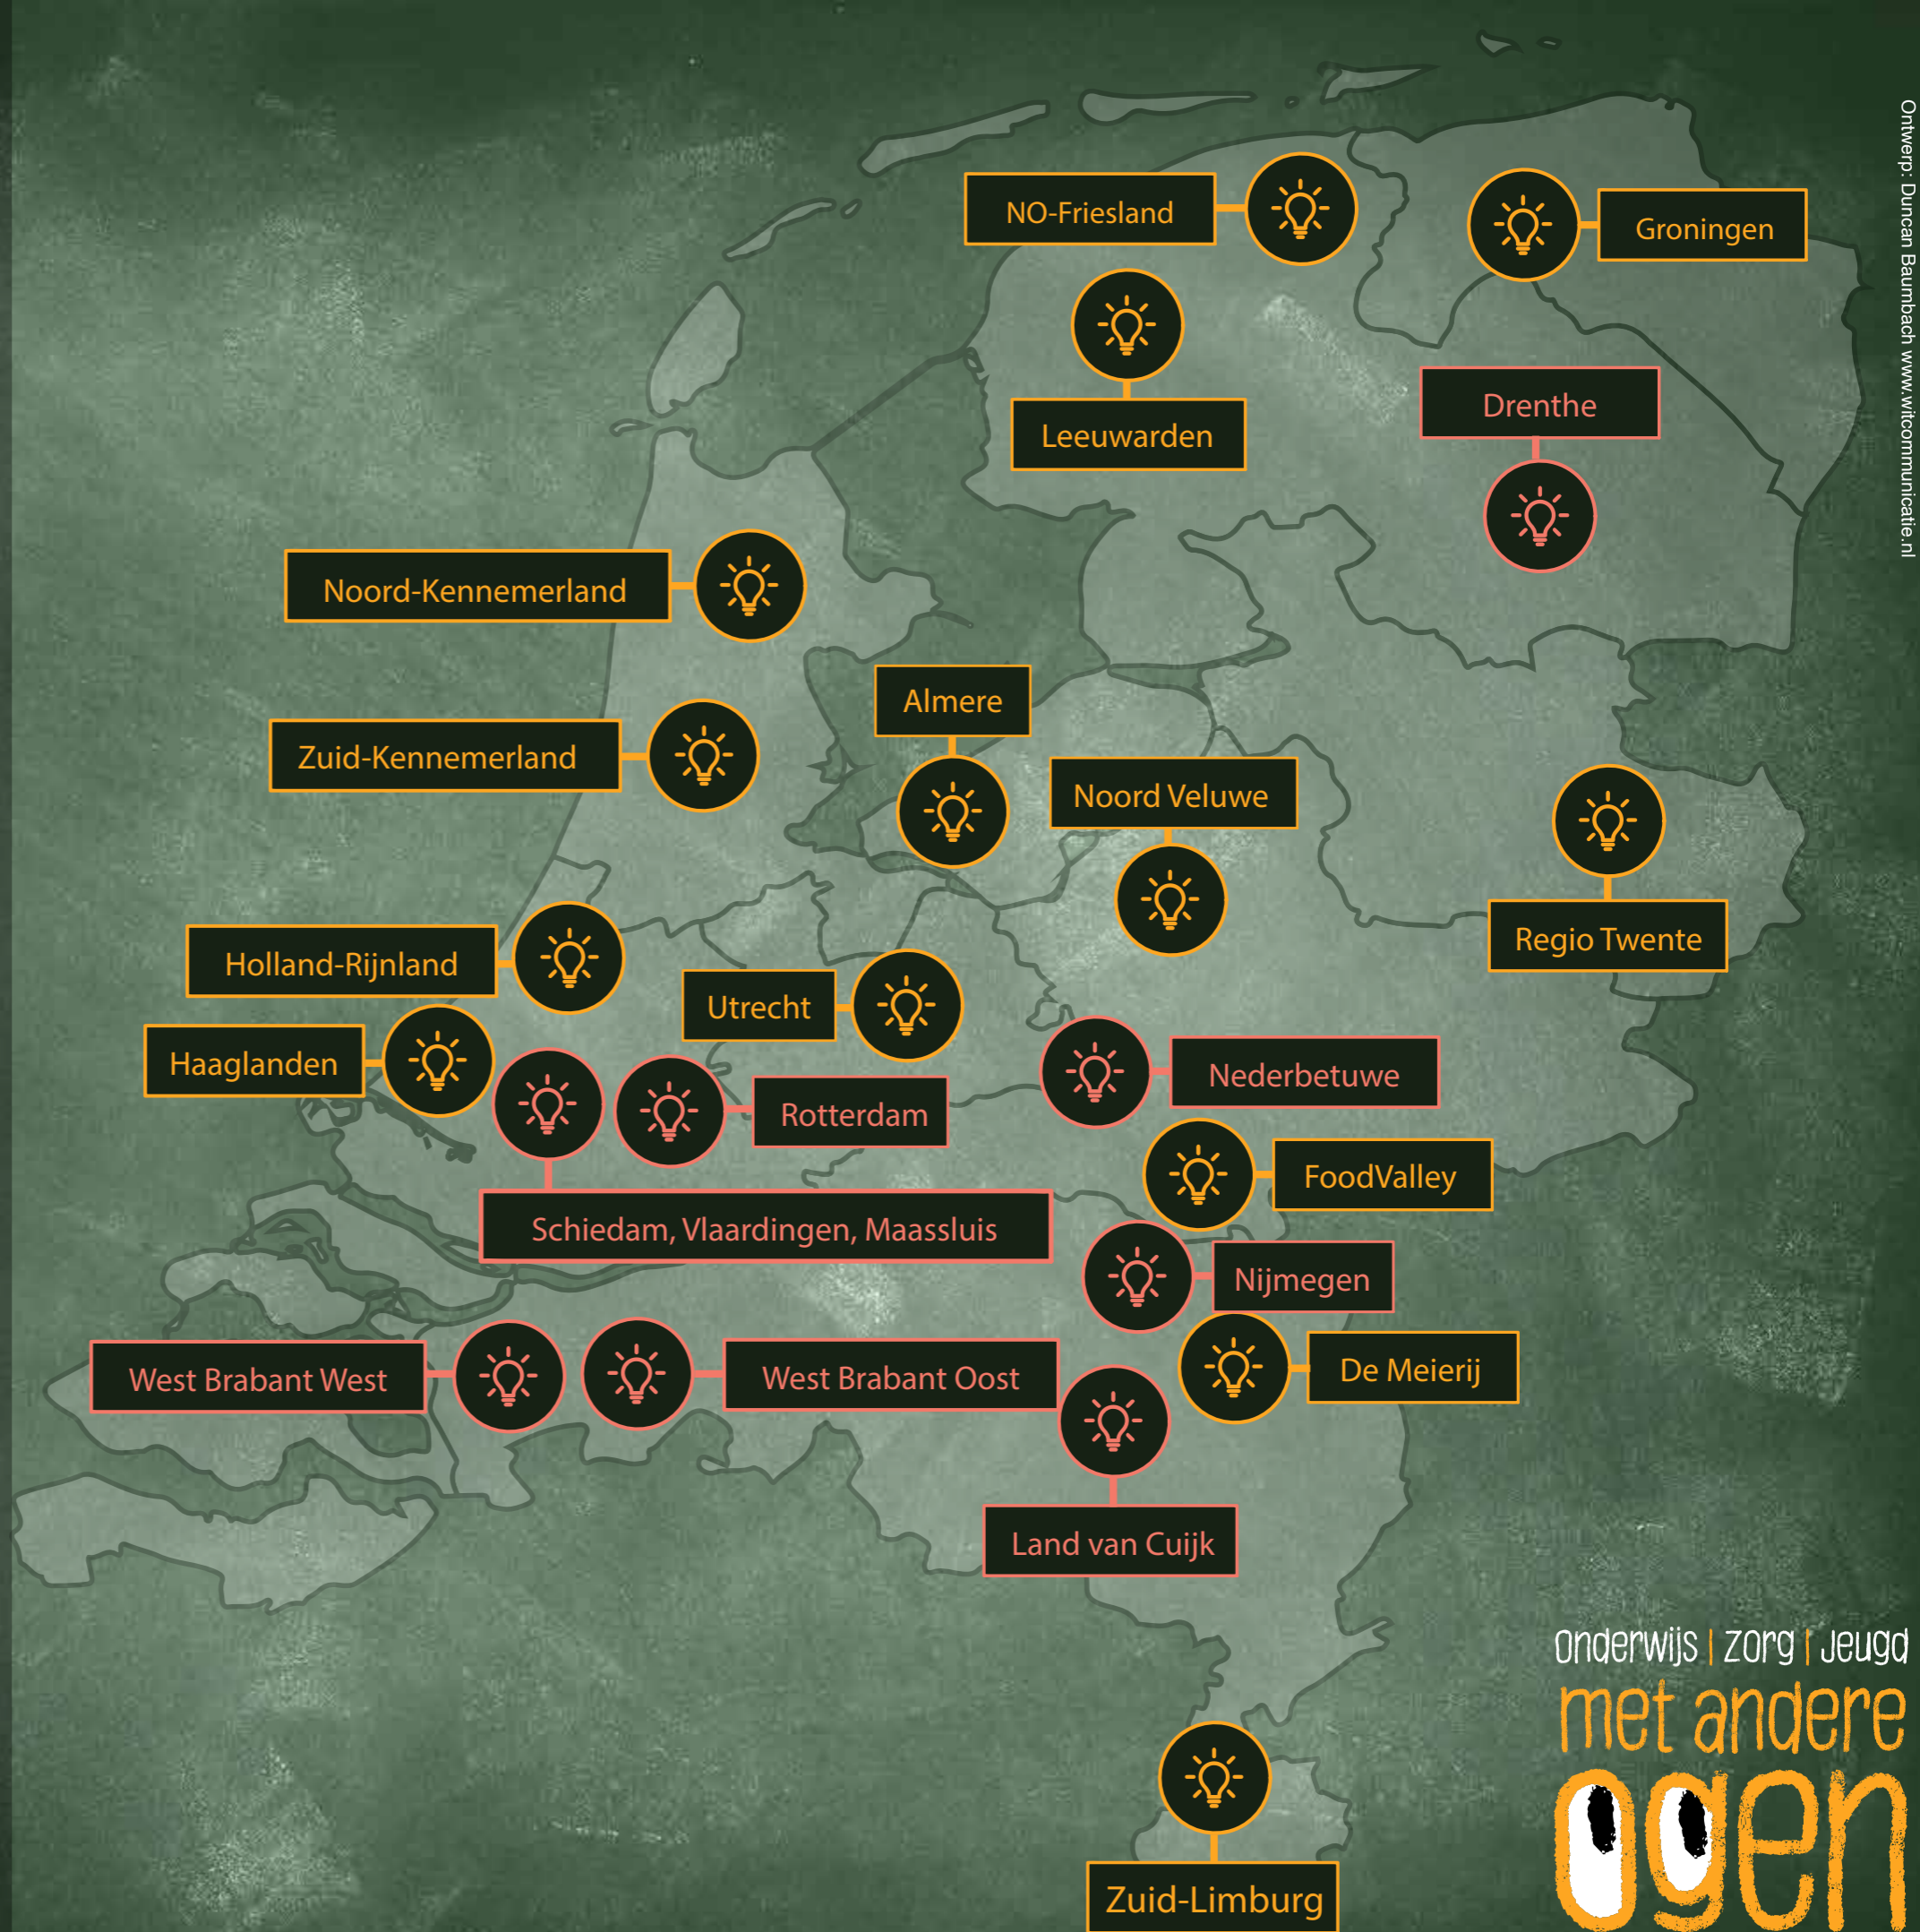 Ontwerp: Duncan Baumbach www.witcommunicatie.nl
NO-Friesland
Groningen
Leeuwarden
Drenthe
Noord-Kennemerland
Almere
Zuid-Kennemerland
Noord Veluwe
Regio Twente
Holland-Rijnland
Utrecht
Haaglanden
Nederbetuwe
Rotterdam
FoodValley
Schiedam, Vlaardingen, Maassluis
Nijmegen
West Brabant West
West Brabant Oost
De Meierij
Land van Cuijk
Zuid-Limburg
onderwijs | zorg | jeugd
met andere
ogen